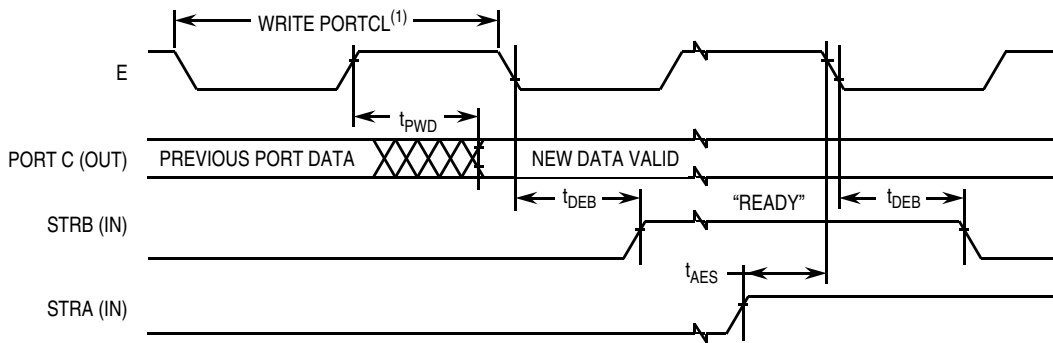 WRITE PORTCL(1)
E
tPWD
PORT C (OUT)
PREVIOUS PORT DATA
NEW DATA VALID
tDEB
"READY"
tDEB
STRB (IN)
tAES
STRA (IN)